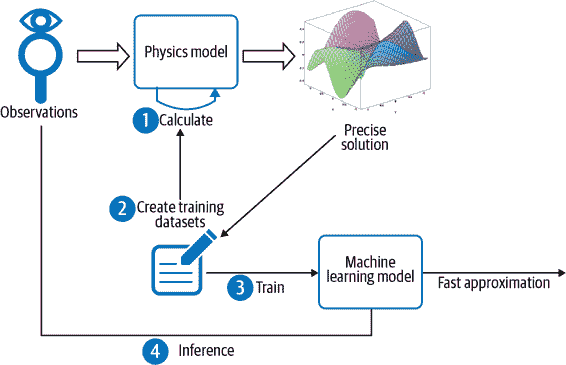 Observations
Physics model
1 Calculate
Precise
solution
2 Create training
datasets
3 Train
Machine
learning model
Fast approximation
4 Inference